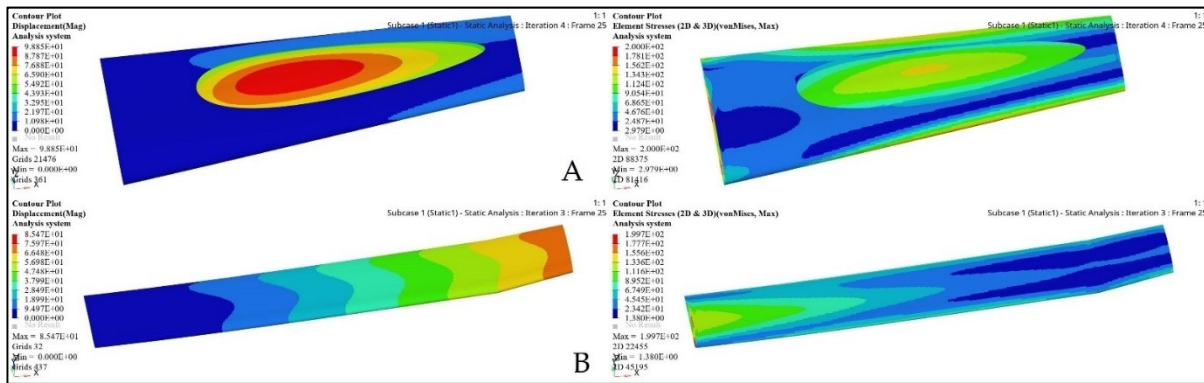 Contour Plot
Displacement(Mag)
Analysis system
9.885E+01
8.787E+01
7.688E+01
6.590E+01
5.492E+01
4.393E+01
3.295E+01
2.197E+01
1.098E+01
0.000E+00
No Result
Max = 9.885E+01
Grids 21476
Min = 0.000E+00
Grids 361
X
1: 1
Subcase 1 (Static1) - Static Analysis : Iteration 4 : Frame 25
A
Contour Plot
Element Stresses (2D & 3D)(vonMises, Max)
Analysis system
2.000E+02
1.781E+02
1.562E+02
1.343E+02
1.124E+02
9.054E+01
6.865E+01
4.676E+01
2.487E+01
2.979E+00
No Result
Max = 2.000E+02
2D 88375
Min = 2.979E+00
2D 81416
X
1: 1
Subcase 1 (Static1) - Static Analysis : Iteration 4 : Frame 25
Contour Plot
Displacement(Mag)
Analysis system
8.547E+01
7.597E+01
6.648E+01
5.698E+01
4.748E+01
3.799E+01
2.849E+01
1.899E+01
9.497E+00
0.000E+00
No Result
Max = 8.547E+01
Grids 32
Min = 0.000E+00
Grids 437
X
1: 1
Subcase 1 (Static1) - Static Analysis : Iteration 3 : Frame 25
B
Contour Plot
Element Stresses (2D & 3D)(vonMises, Max)
Analysis system
1.997E+02
1.777E+02
1.556E+02
1.336E+02
1.116E+02
8.952E+01
6.749E+01
4.545E+01
2.342E+01
1.380E+00
No Result
Max = 1.997E+02
2D 22455
Min = 1.380E+00
2D 45195
X
1: 1
Subcase 1 (Static1) - Static Analysis : Iteration 3 : Frame 25